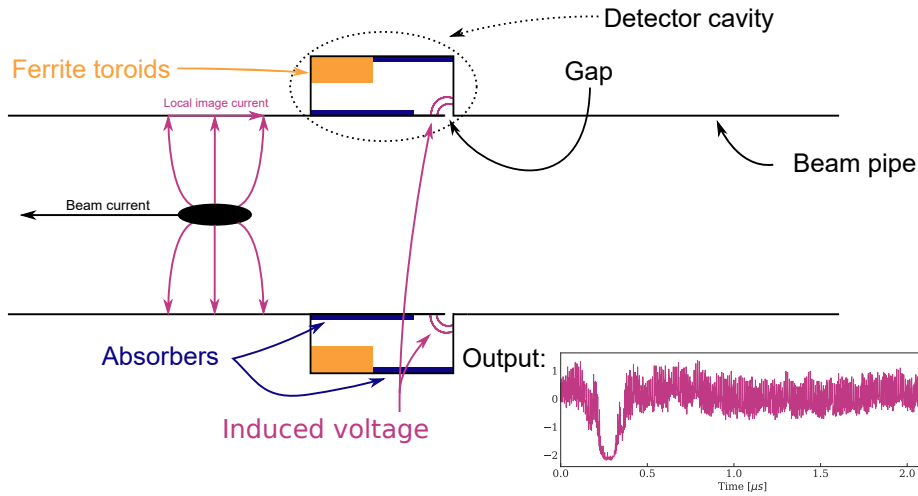 Detector cavity
Ferrite toroids
Gap
Local image current
Beam pipe
Beam current
Absorbers
Output:
Induced voltage
1
0
−1
−2
0.0
0.5
1.0
1.5
2.0
Time [μs]